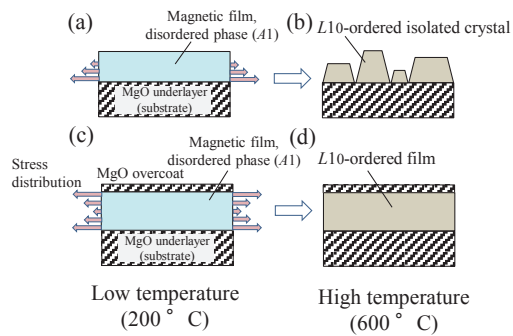 (a)
Magnetic film,
disordered phase (A1)
MgO underlayer
(substrate)
(b)
L10-ordered isolated crystal
(c)
Magnetic film,
disordered phase (A1)
Stress
distribution
MgO overcoat
MgO underlayer
(substrate)
(d)
L10-ordered film
Low temperature
(200° C)
High temperature
(600° C)